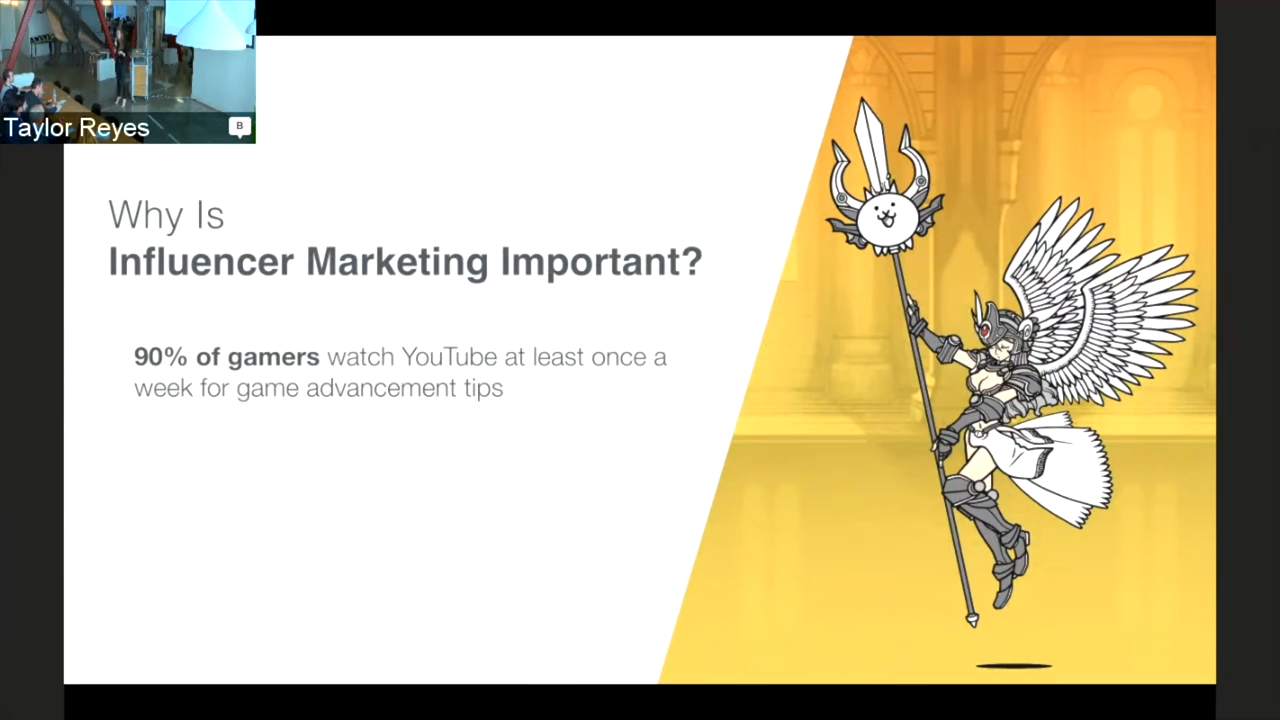 Taylor Reyes
B
Why Is
Influencer Marketing Important?
90% of gamers watch YouTube at least once a
week for game advancement tips